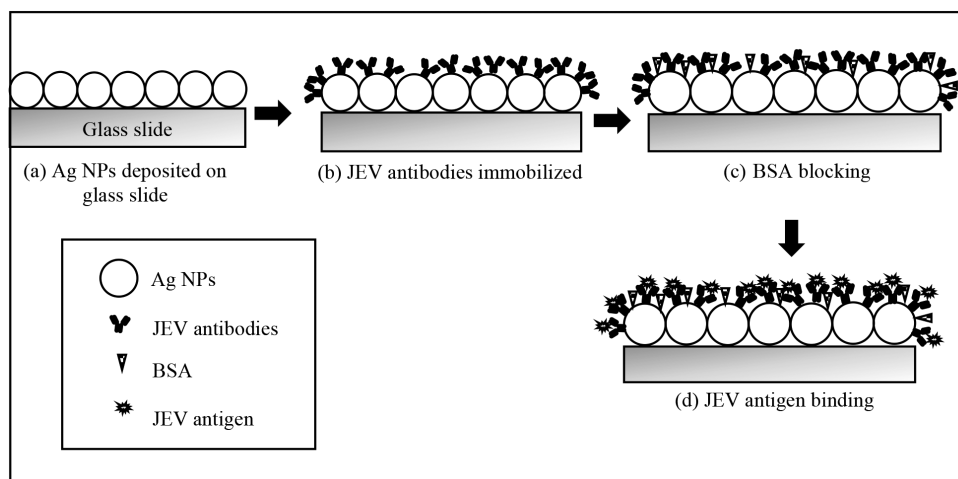 Glass slide
(a) Ag NPs deposited on
glass slide
(b) JEV antibodies immobilized
(c) BSA blocking
Ag NPs
JEV antibodies
BSA
JEV antigen
(d) JEV antigen binding